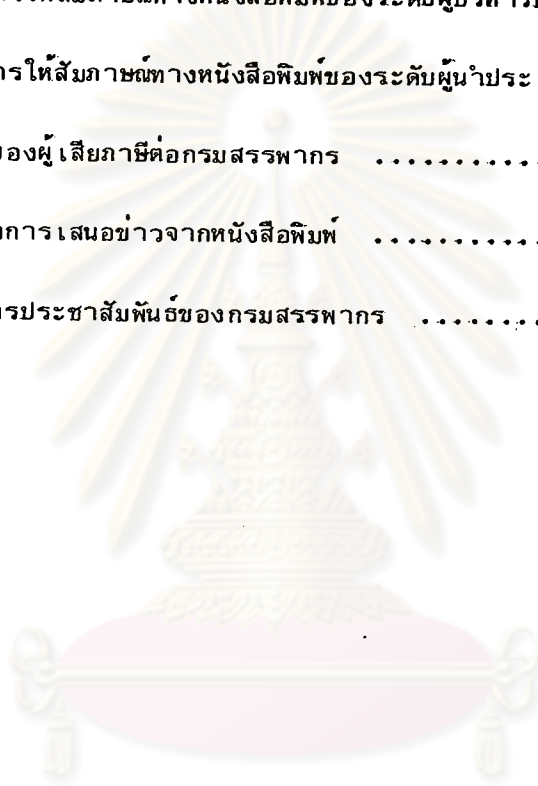 ารให้สัมภาษณ์ทางหนังสือพิมพ์ของระดับผู้นำประ
ของผู้เสียภาษีต่อกรมสรรพากร ...........
งการเสนอข่าวจากหนังสือพิมพ์ ...........
ารประชาสัมพันธ์ของกรมสรรพากร ........